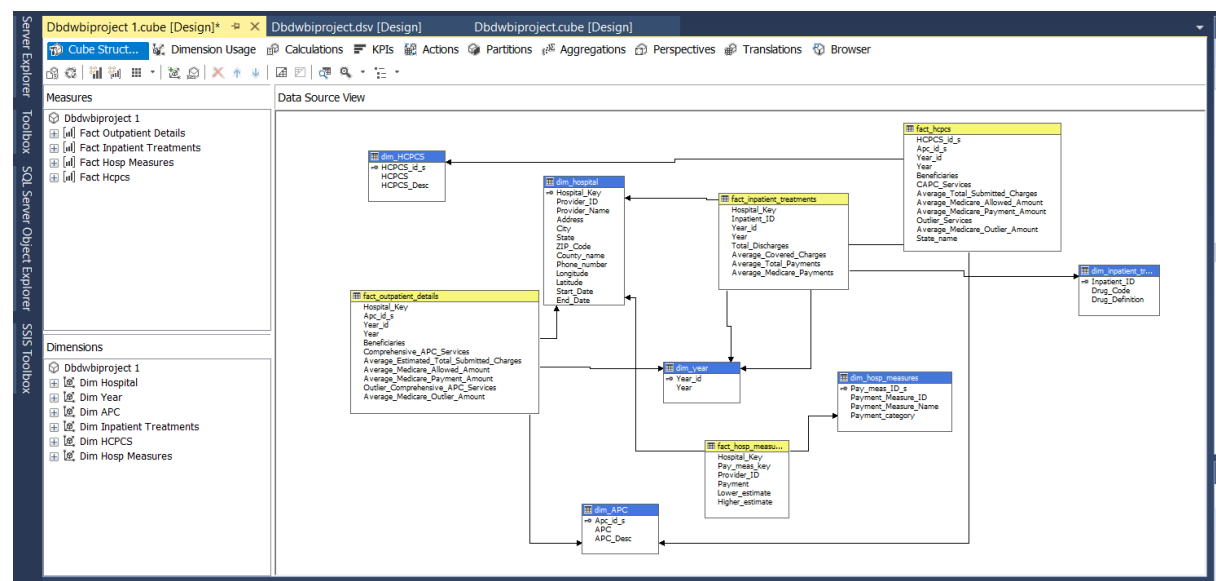 Dbdwbiproject 1.cube [Design]* Dbdwbiproject.dsv [Design] Dbdwbiproject.cube [Design]
Cube Struct... Dimension Usage Calculations KPIs Actions Partitions Aggregations Perspectives Translations Browser
Server Explorer
Toolbox
SQL Server Object Explorer
SSIS Toolbox
Measures
Dbdwbiproject 1
Fact Outpatient Details
Fact Inpatient Treatments
Fact Hosp Measures
Fact Hcpcs
Dimensions
Dbdwbiproject 1
Dim Hospital
Dim Year
Dim APC
Dim Inpatient Treatments
Dim HCPCS
Dim Hosp Measures
Data Source View
dim_HCPCS
HCPCS_id_s
HCPCS
HCPCS_Desc
dim_hospital
Hospital_Key
Provider_ID
Provider_Name
Address
City
State
ZIP_Code
County_name
Phone_number
Longitude
Latitude
Start_Date
End_Date
fact_inpatient_treatments
Hospital_Key
Inpatient_ID
Year_id
Year
Total_Discharges
Average_Covered_Charges
Average_Total_Payments
Average_Medicare_Payments
fact_hcpcs
HCPCS_id_s
Apc_id_s
Year_id
Year
Beneficiaries
CAPC_Services
Average_Total_Submitted_Charges
Average_Medicare_Allowed_Amount
Average_Medicare_Payment_Amount
Outlier_Services
Average_Medicare_Outlier_Amount
State_name
dim_inpatient_tr...
Inpatient_ID
Drug_Code
Drug_Definition
fact_outpatient_details
Hospital_Key
Apc_id_s
Year_id
Year
Beneficiaries
Comprehensive_APC_Services
Average_Estimated_Total_Submitted_Charges
Average_Medicare_Allowed_Amount
Average_Medicare_Payment_Amount
Outlier_Comprehensive_APC_Services
Average_Medicare_Outlier_Amount
dim_year
Year_id
Year
dim_hosp_measures
Pay_meas_ID_s
Payment_Measure_ID
Payment_Measure_Name
Payment_category
fact_hosp_measu...
Hospital_Key
Pay_meas_key
Provider_ID
Payment
Lower_estimate
Higher_estimate
dim_APC
Apc_id_s
APC
APC_Desc